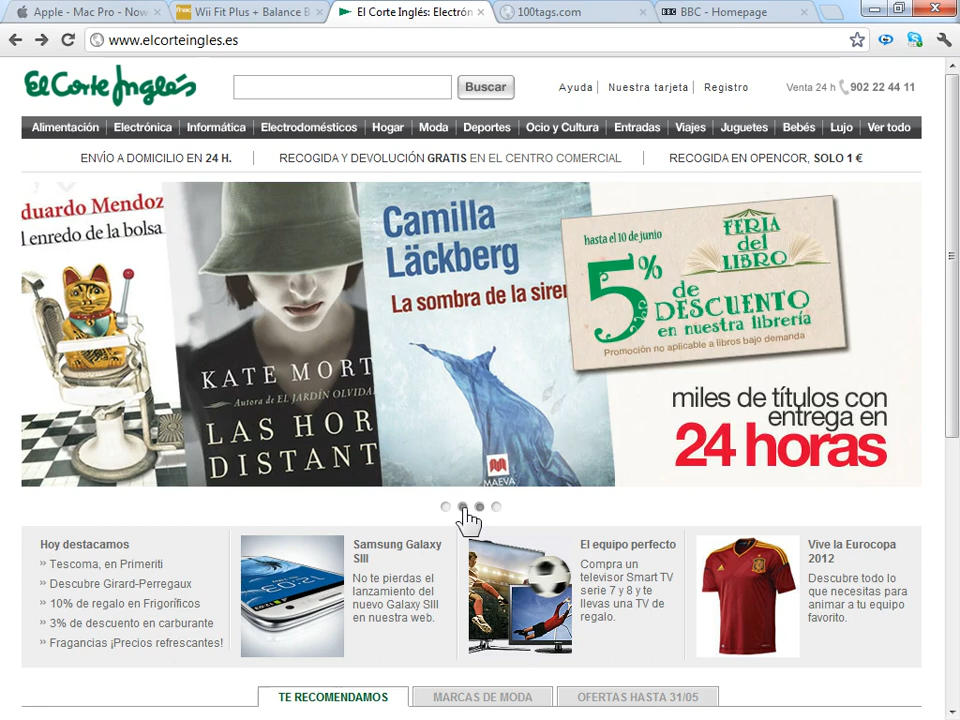 Apple - Mac Pro - Now
Wii Fit Plus + Balance B
El Corte Inglés: Electrón
100tags.com
BBC - Homepage
www.elcorteingles.es
El Corte Inglés
Buscar
Ayuda
Nuestra tarjeta
Registro
Venta 24 h 902 22 44 11
Alimentación
Electrónica
Informática
Electrodomésticos
Hogar
Moda
Deportes
Ocio y Cultura
Entradas
Viajes
Juguetes
Bebés
Lujo
Ver todo
ENVÍO A DOMICILIO EN 24 H.
RECOGIDA Y DEVOLUCIÓN GRATIS EN EL CENTRO COMERCIAL
RECOGIDA EN OPENCOR, SOLO 1 €
duardo Mendoz
l enredo de la bolsa
KATE MORT
Autora de EL JARDÍN OLVIDA
LAS HOR
DISTANT
Camilla
Läckberg
La sombra de la siren
MAEVA
hasta el 10 de junio
FERIA
del
LIBRO
5% de
DESCUENTO
en nuestra librería
Promoción no aplicable a libros bajo demanda
miles de títulos con
entrega en
24 horas
Hoy destacamos
» Tescoma, en Primeriti
» Descubre Girard-Perregaux
» 10% de regalo en Frigoríficos
» 3% de descuento en carburante
» Fragancias ¡Precios refrescantes!
Samsung Galaxy
SIII
No te pierdas el
lanzamiento del
nuevo Galaxy SIII
en nuestra web.
El equipo perfecto
Compra un
televisor Smart TV
serie 7 y 8 y te
llevas una TV de
regalo.
Vive la Eurocopa
2012
Descubre todo lo
que necesitas para
animar a tu equipo
favorito.
TE RECOMENDAMOS
MARCAS DE MODA
OFERTAS HASTA 31/05